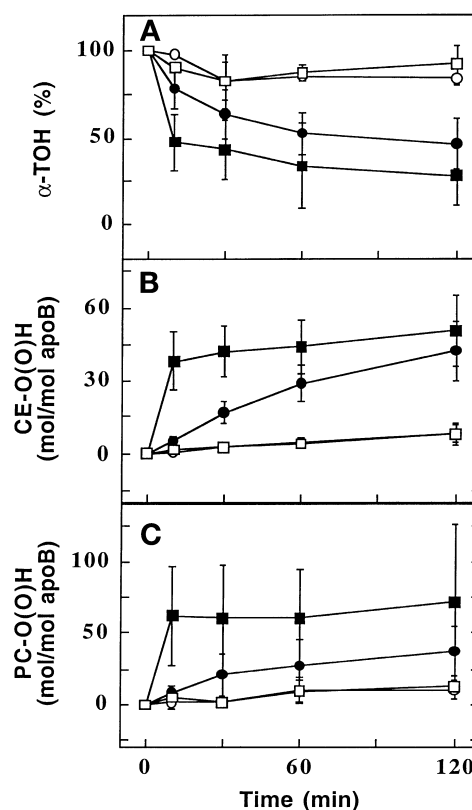 A
100
50
0
α-TOH (%)
B
60
30
0
CE-O(O)H
(mol/mol apoB)
C
100
50
0
PC-O(O)H
(mol/mol apoB)
0 60 120
Time (min)